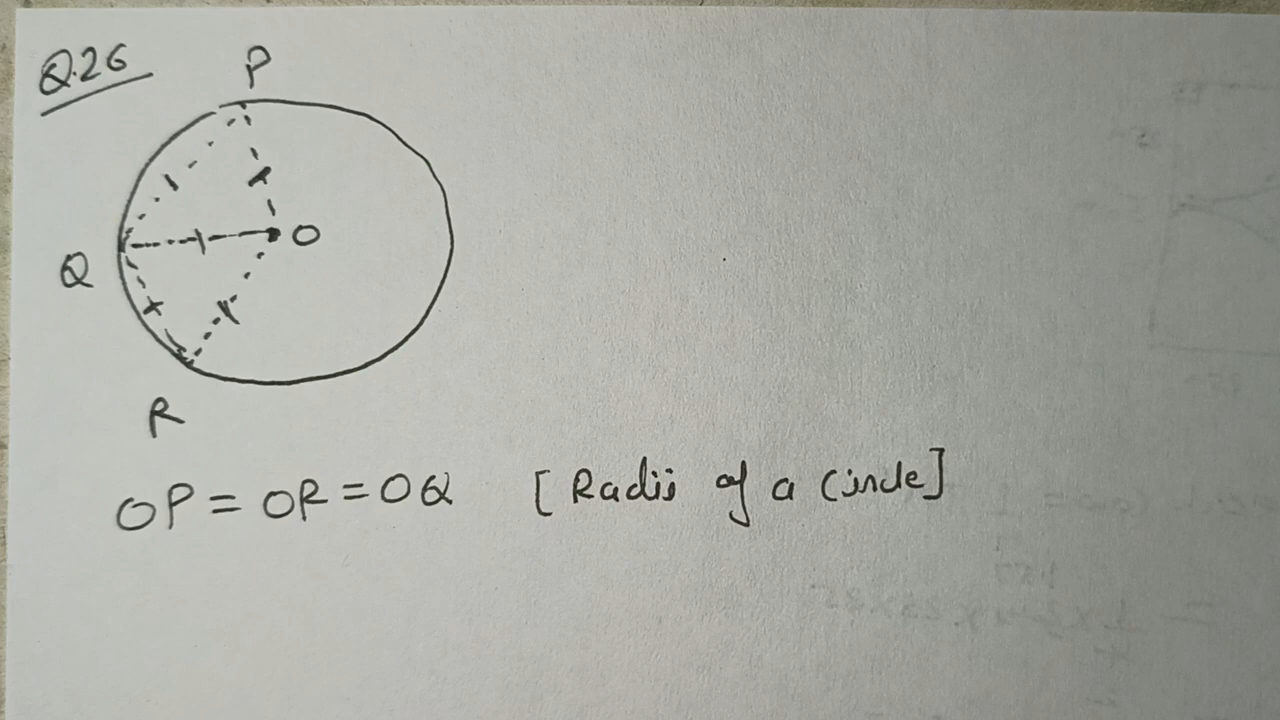 Q.26
P
O
Q
R
OP = OR = OQ [Radii of a Circle]